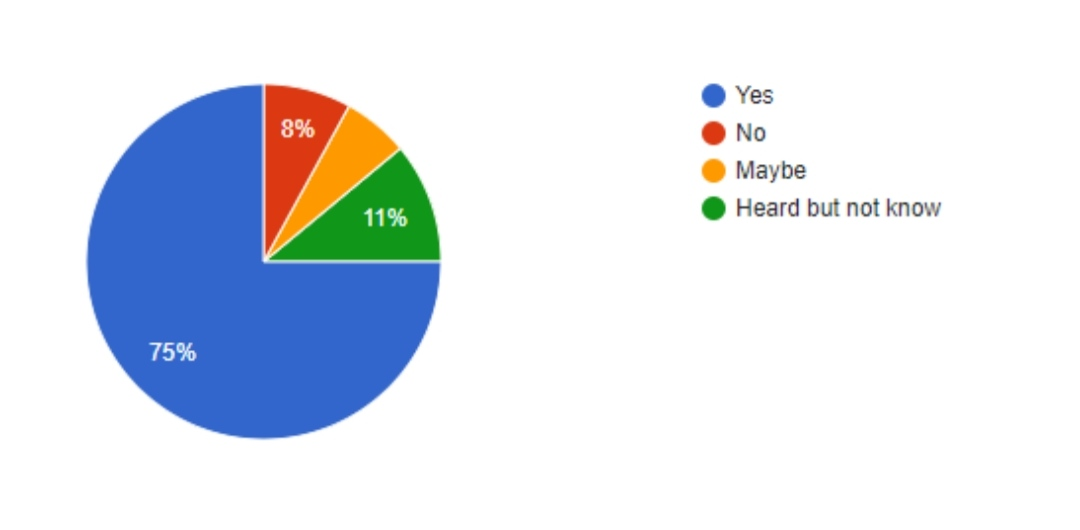 8%
11%
75%
Yes
No
Maybe
Heard but not know